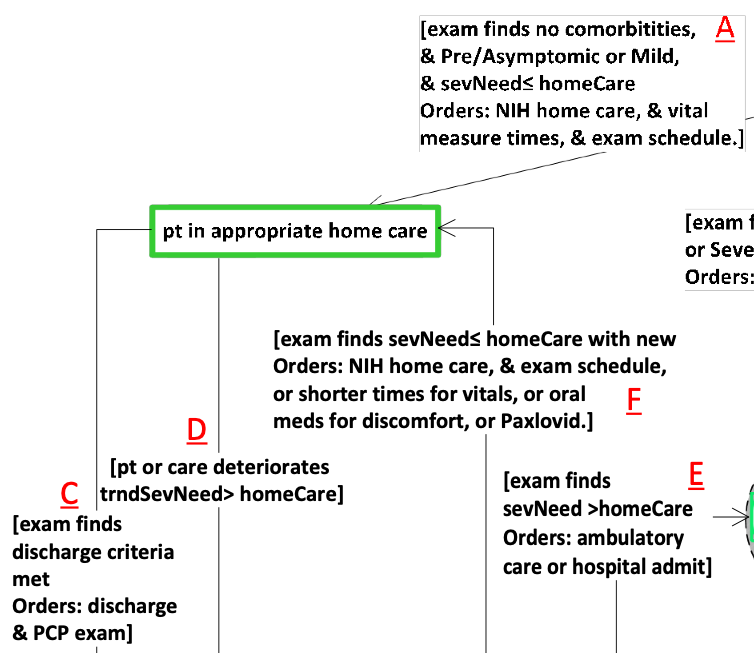 [exam finds no comorbitities,
A
& Pre/Asymptomic or Mild,
& sevNeed≤ homeCare
Orders: NIH home care, & vital
measure times, & exam schedule.]
pt in appropriate home care
[exam f
or Seve
Orders:
[exam finds sevNeed≤ homeCare with new
Orders: NIH home care, & exam schedule,
or shorter times for vitals, or oral
meds for discomfort, or Paxlovid.]
F
D
[pt or care deteriorates
trndSevNeed> homeCare]
E
[exam finds
sevNeed >homeCare
Orders: ambulatory
care or hospital admit]
C
[exam finds
discharge criteria
met
Orders: discharge
& PCP exam]